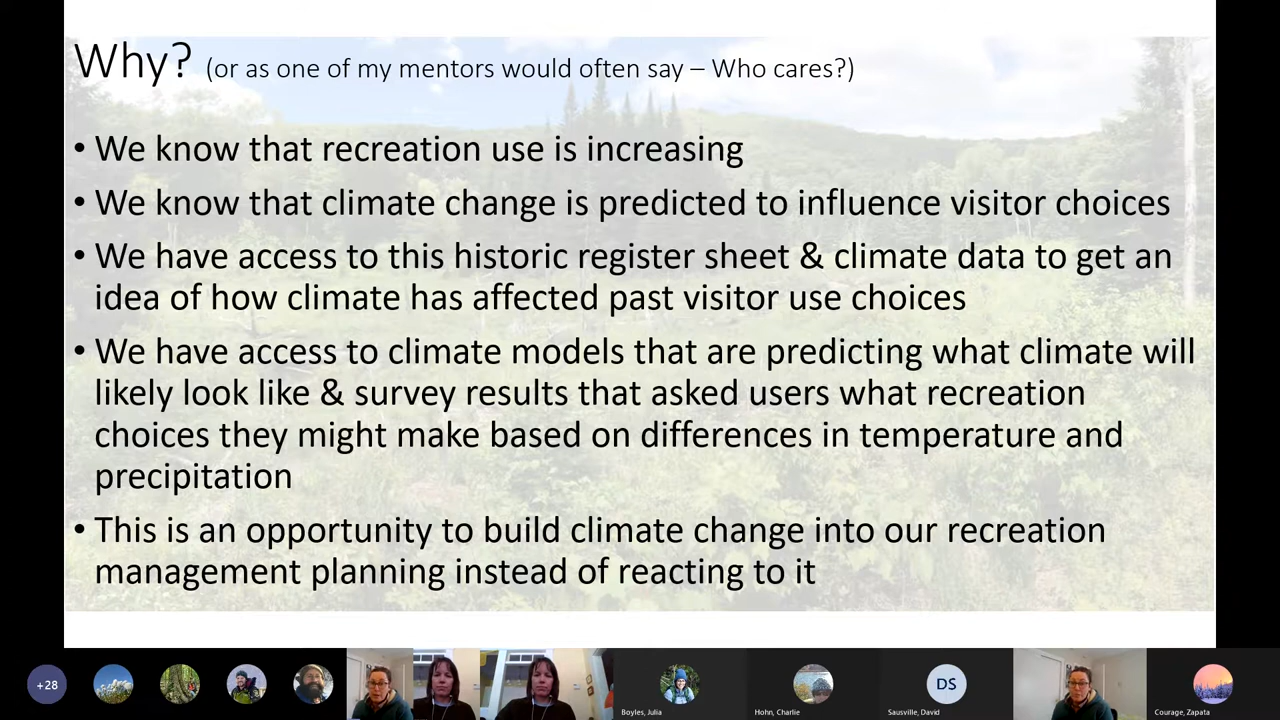 Why? (or as one of my mentors would often say – Who cares?)
• We know that recreation use is increasing
• We know that climate change is predicted to influence visitor choices
• We have access to this historic register sheet & climate data to get an
idea of how climate has affected past visitor use choices
• We have access to climate models that are predicting what climate will
likely look like & survey results that asked users what recreation
choices they might make based on differences in temperature and
precipitation
• This is an opportunity to build climate change into our recreation
management planning instead of reacting to it
+28
DS
Boyles, Julia
Hohn, Charlie
Sausville, David
Courage, Zapata